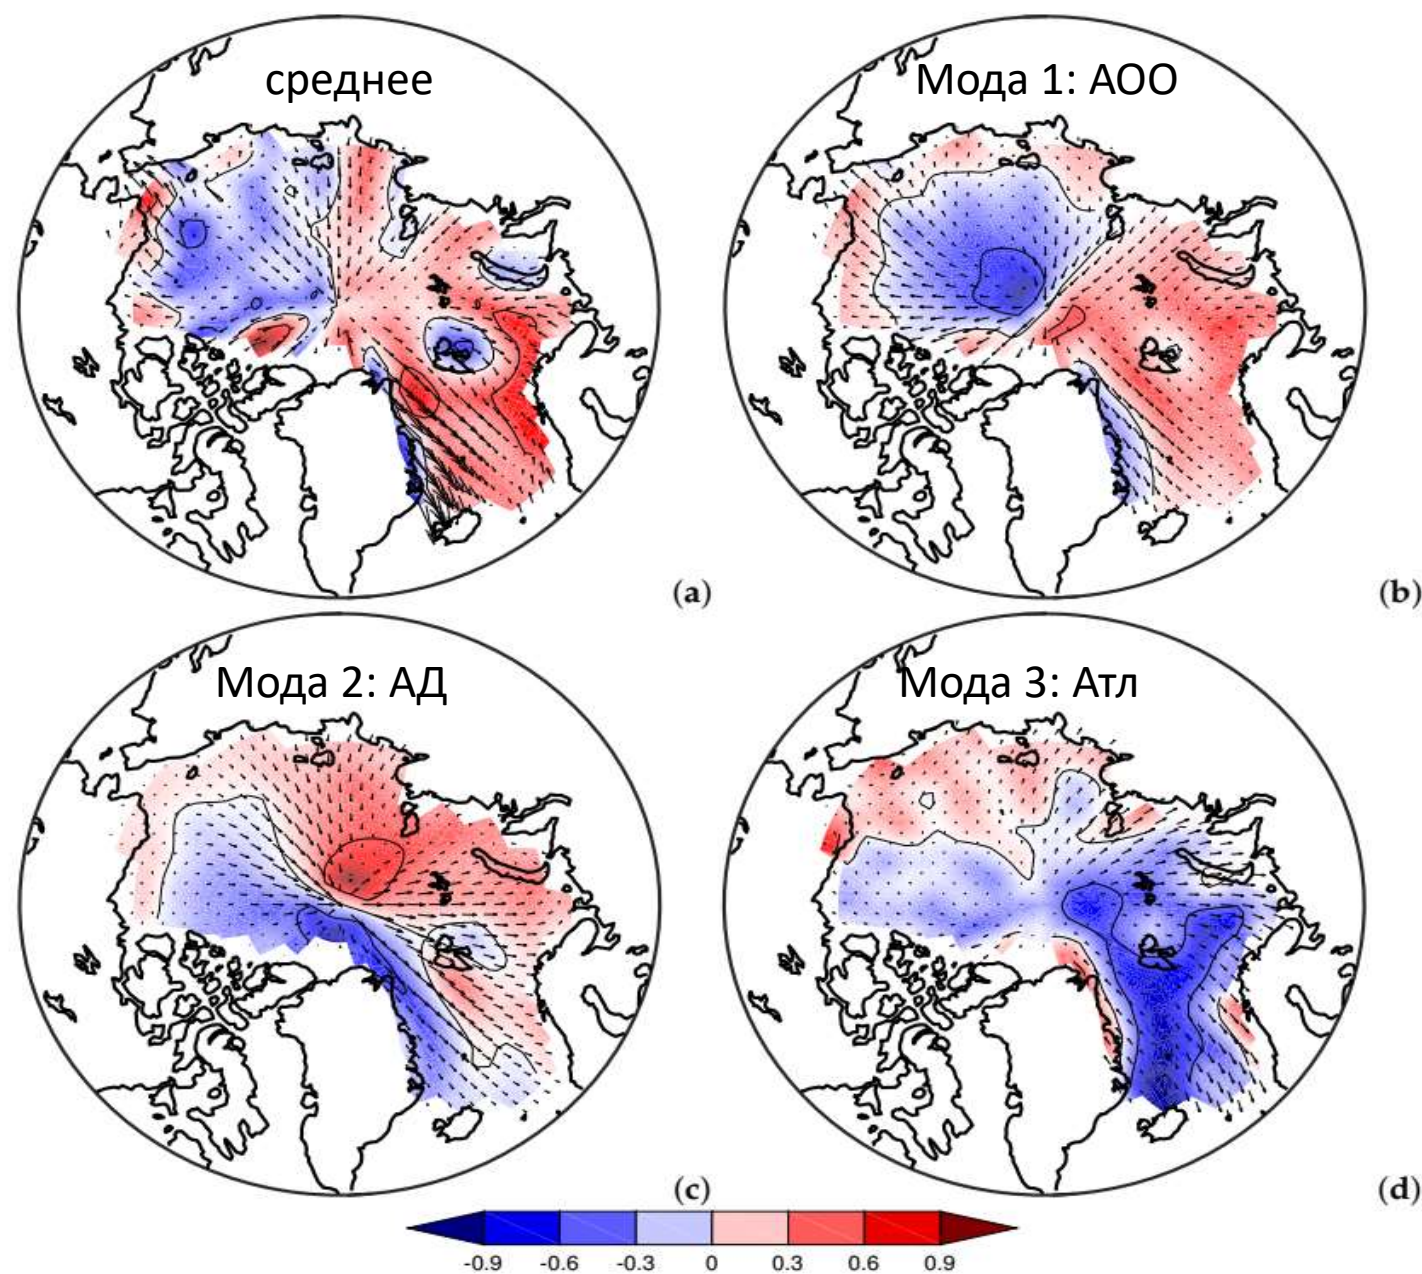 среднее
Мода 1: АОО
(a)
(b)
Мода 2: АД
Мода 3: Атл
(c)
(d)
-0.9 -0.6 -0.3 0 0.3 0.6 0.9